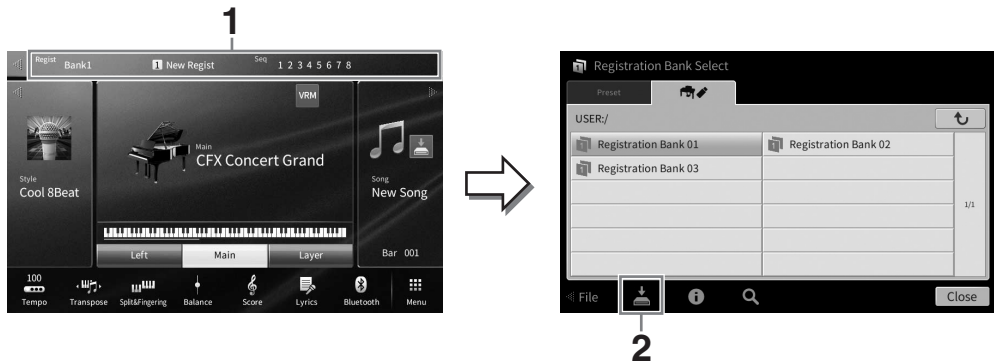 1
Regist Bank1 1 New Regist Seq 1 2 3 4 5 6 7 8
VRM
Main
CFX Concert Grand
Style
Cool 8Beat
Song
New Song
Left Main Layer
Bar 001
100
Tempo Transpose Split&Fingering Balance Score Lyrics Bluetooth Menu
Registration Bank Select
Preset
USER:/
Registration Bank 01 Registration Bank 02
Registration Bank 03
1/1
File Close
2